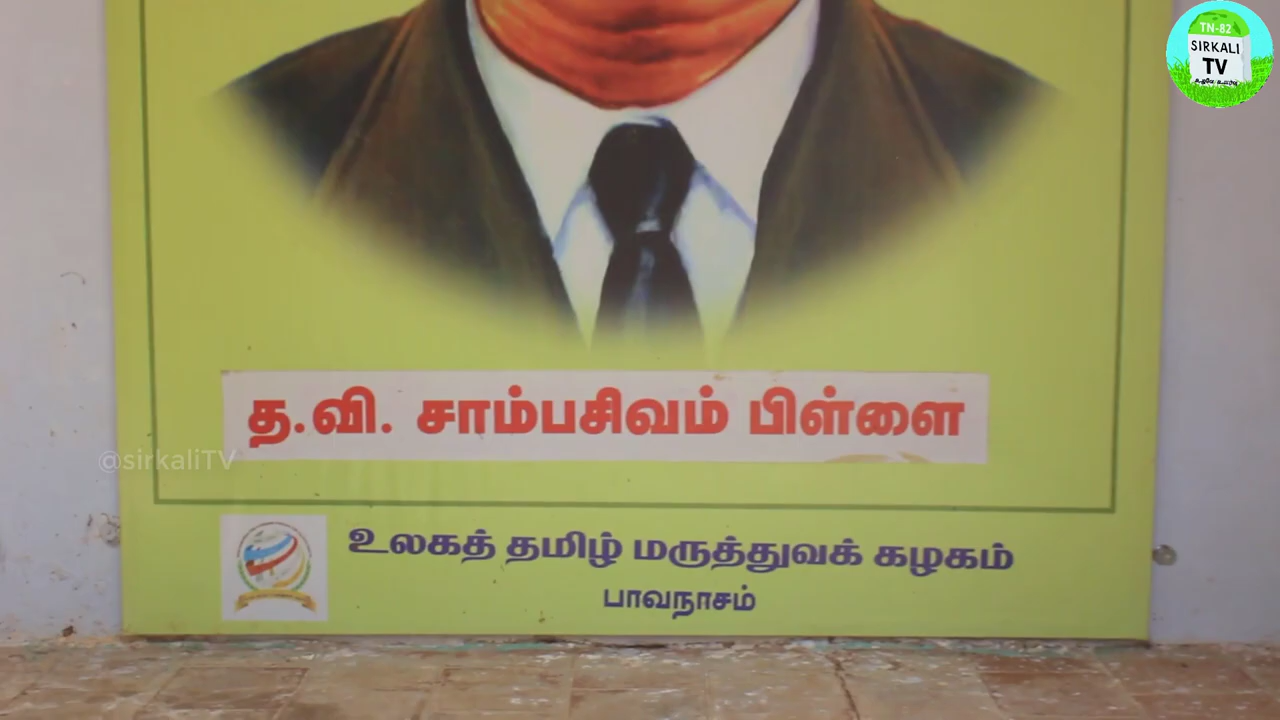 TN-82
SIRKALI
TV
த.வி. சாம்பசிவம் பிள்ளை
@sirkaliTV
உலகத் தமிழ் மருத்துவக் கழகம்
பாவநாசம்